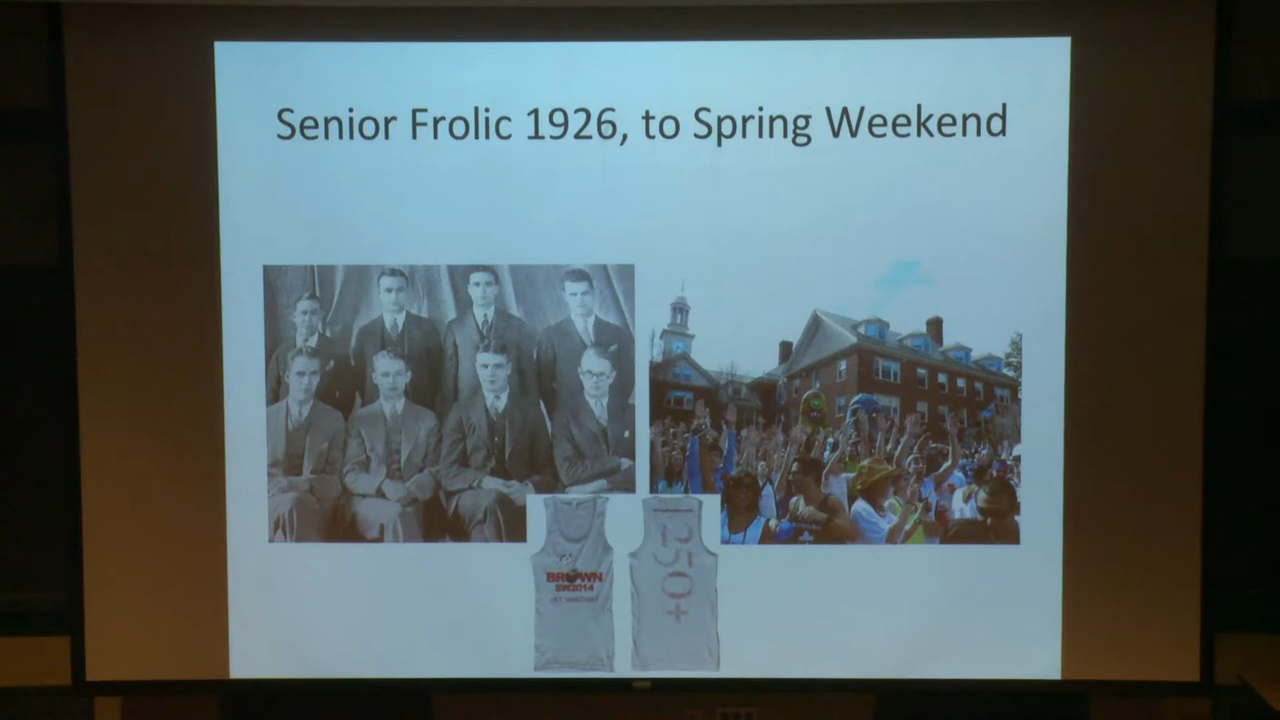 Senior Frolic 1926, to Spring Weekend
BROWN
SW2014
250+